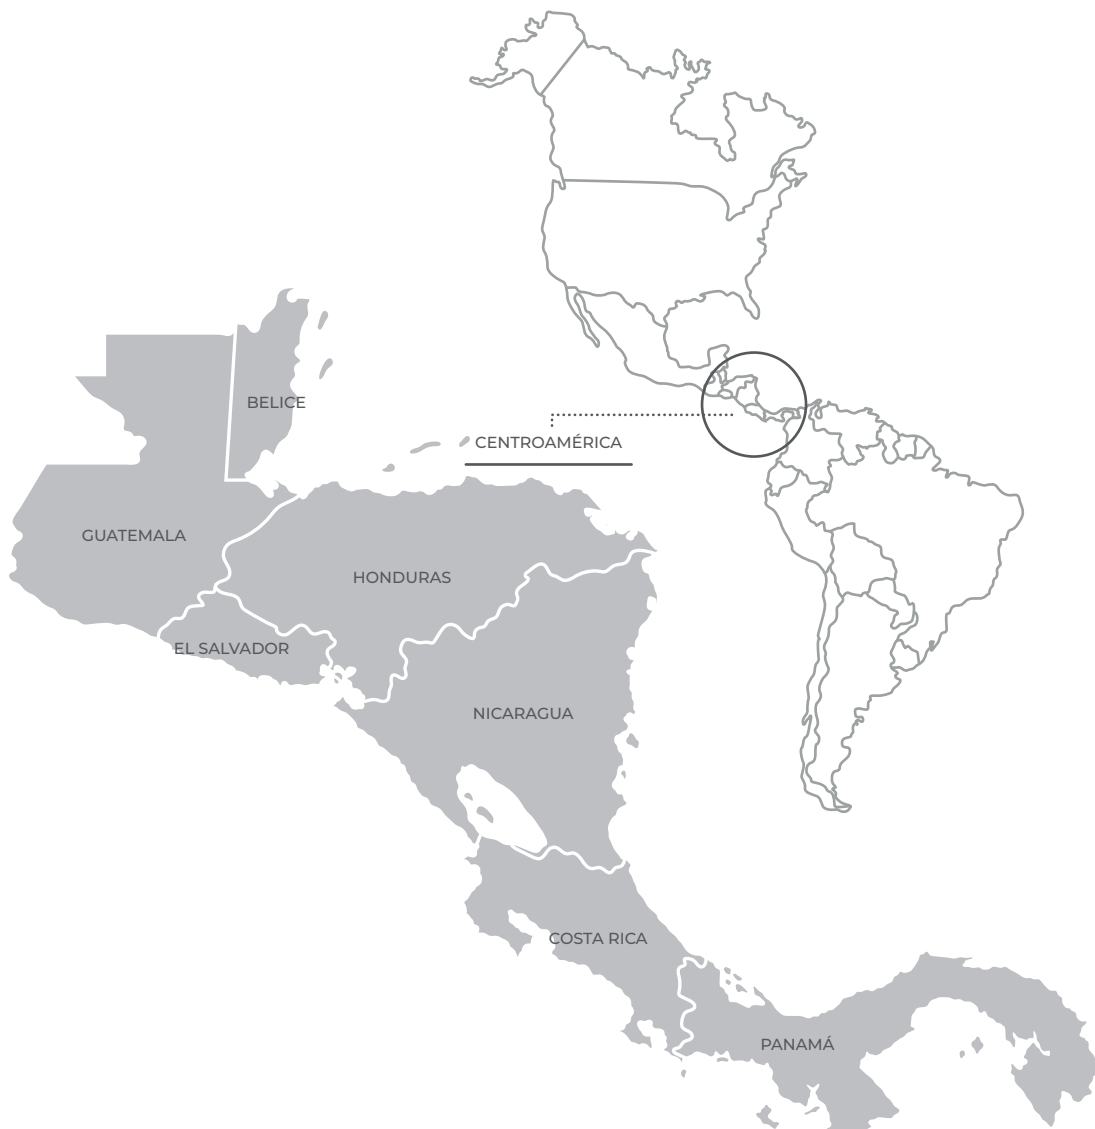 BELICE
CENTROAMÉRICA
GUATEMALA
HONDURAS
EL SALVADOR
NICARAGUA
COSTA RICA
PANAMÁ